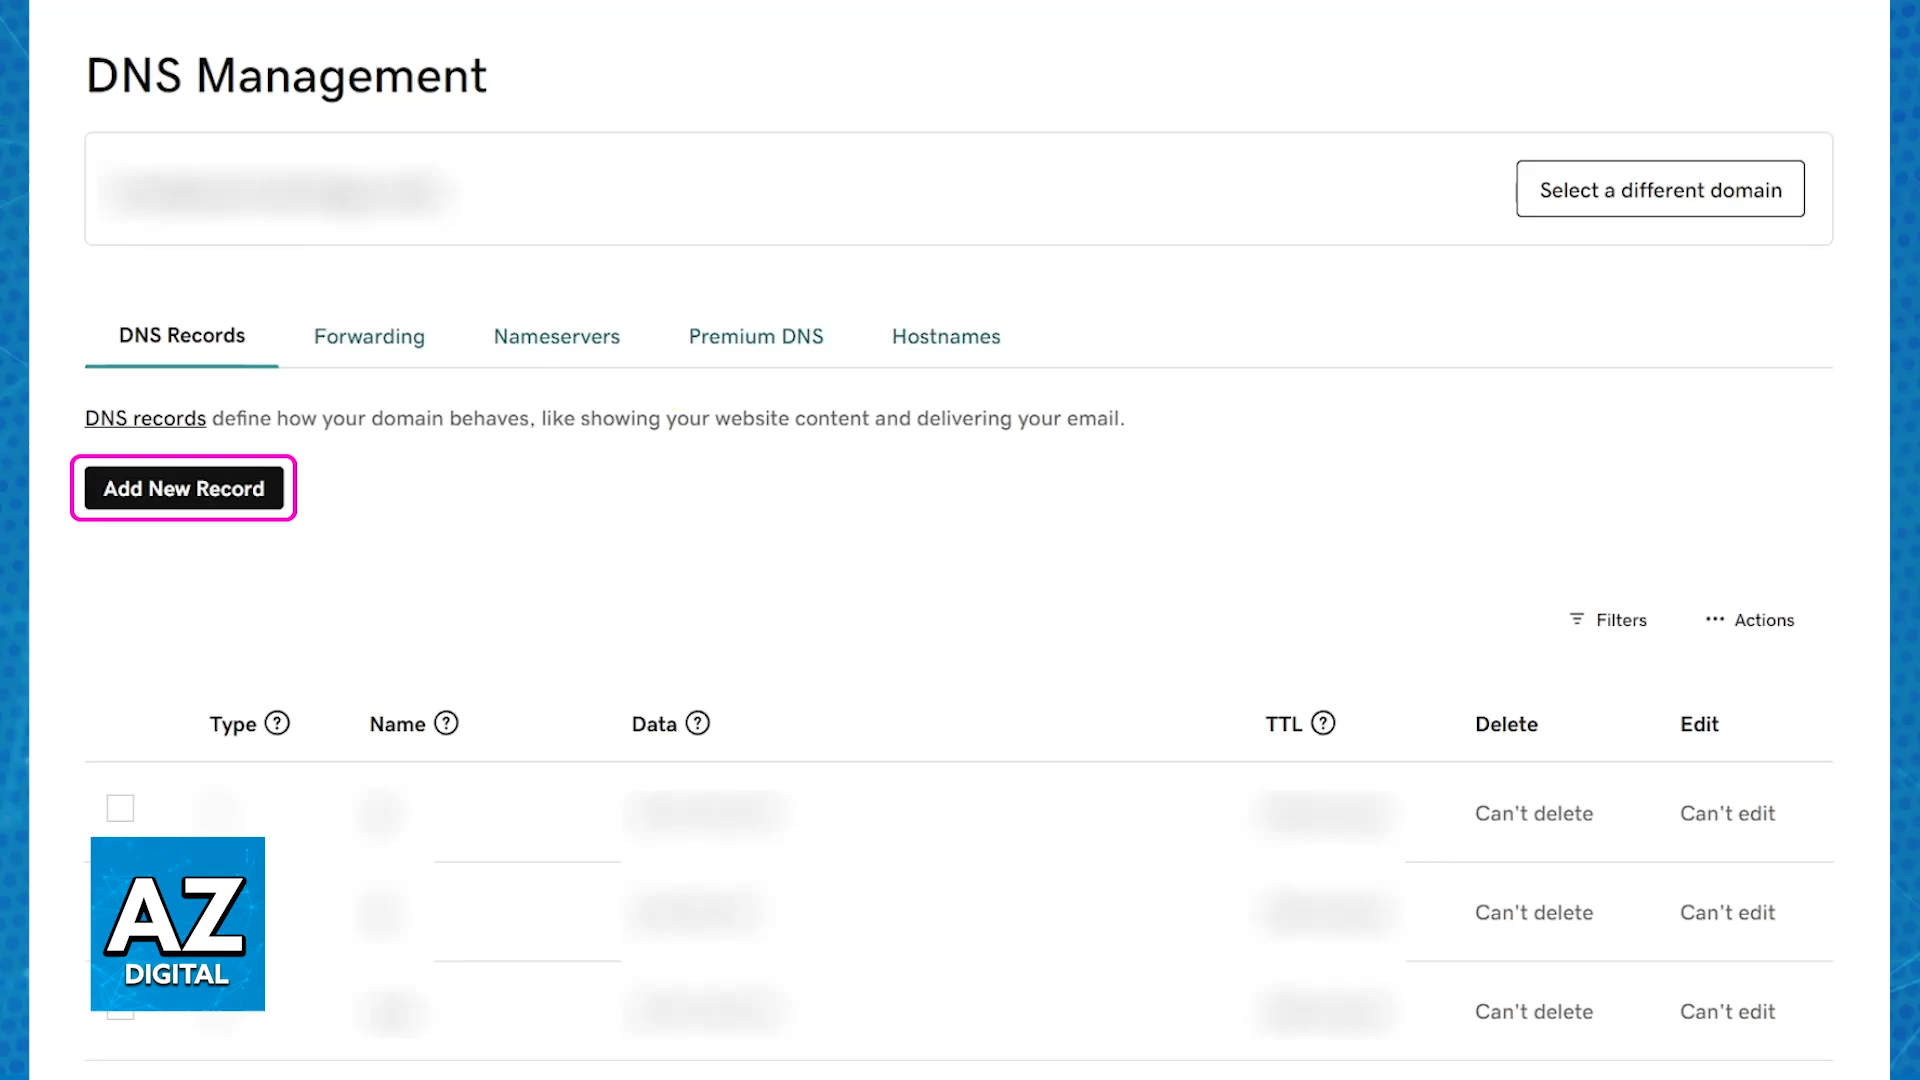 DNS Management
Select a different domain
DNS Records Forwarding Nameservers Premium DNS Hostnames
DNS records define how your domain behaves, like showing your website content and delivering your email.
Add New Record
Filters ··· Actions
Type ? Name ? Data ? TTL ? Delete Edit
Can't delete Can't edit
Can't delete Can't edit
Can't delete Can't edit
AZ
DIGITAL